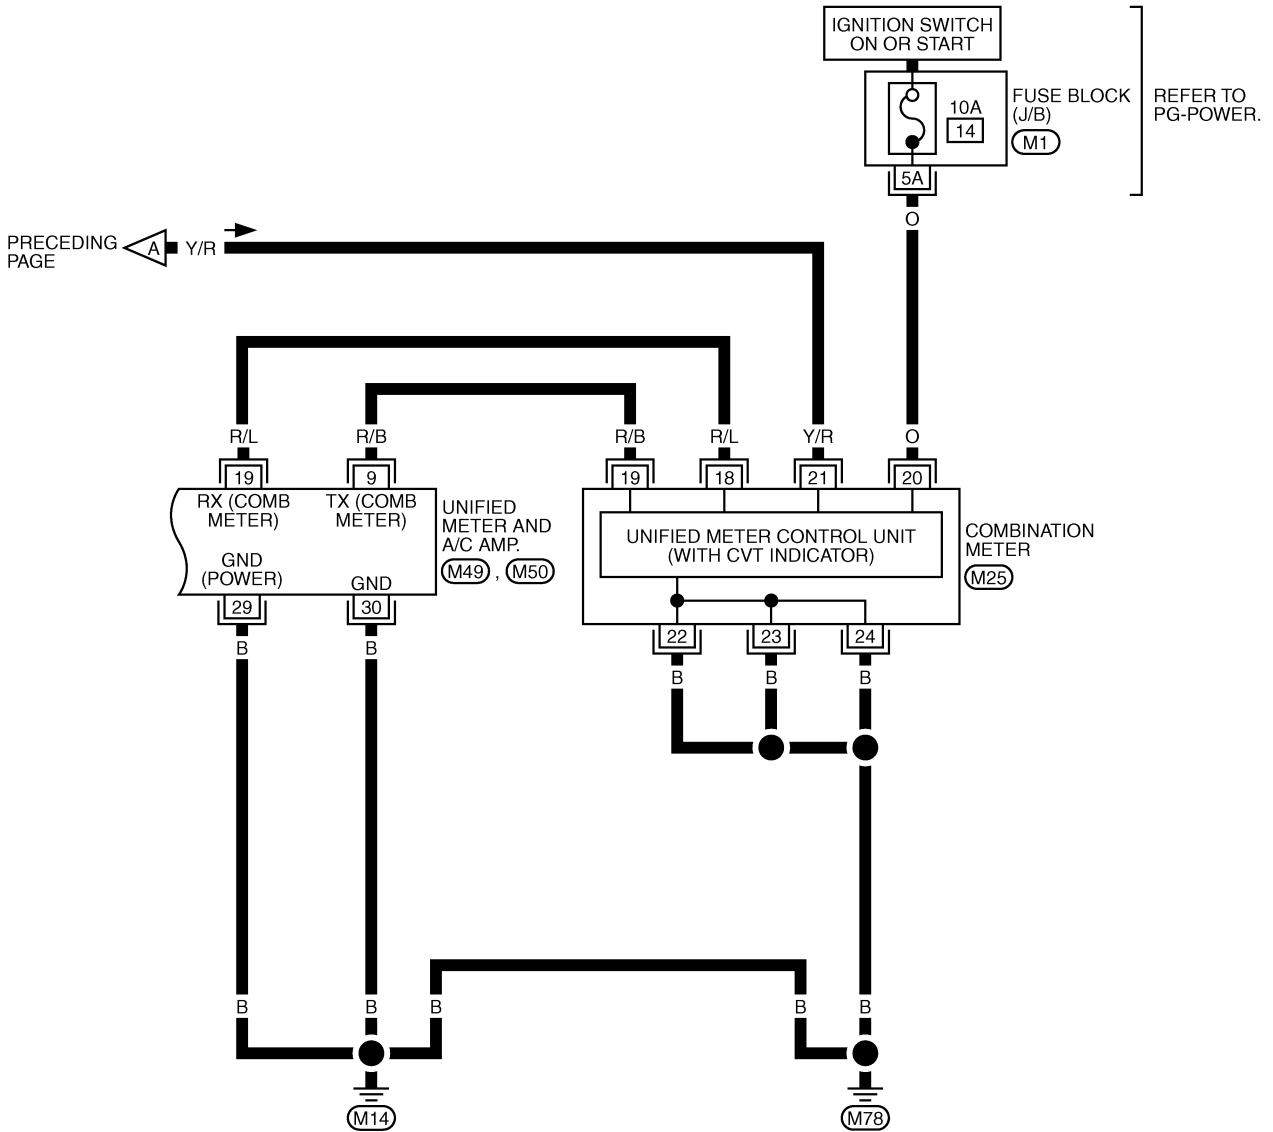 IGNITION SWITCH
ON OR START
10A
14
FUSE BLOCK
(J/B)
M1
REFER TO
PG-POWER.
5A
O
PRECEDING
PAGE
A
Y/R
R/L
R/B
R/B
R/L
Y/R
O
19
9
19
18
21
20
RX (COMB
METER)
TX (COMB
METER)
GND
(POWER)
GND
UNIFIED
METER AND
A/C AMP.
M49 , M50
UNIFIED METER CONTROL UNIT
(WITH CVT INDICATOR)
COMBINATION
METER
M25
29
30
22
23
24
B
B
B
B
B
B
B
B
B
B
M14
M78